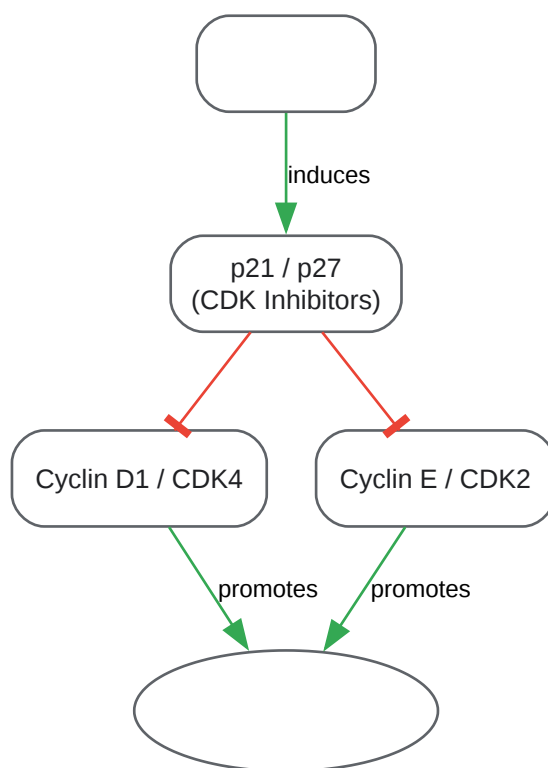 induces
p21 / p27
(CDK Inhibitors)
Cyclin D1 / CDK4
Cyclin E / CDK2
promotes
promotes